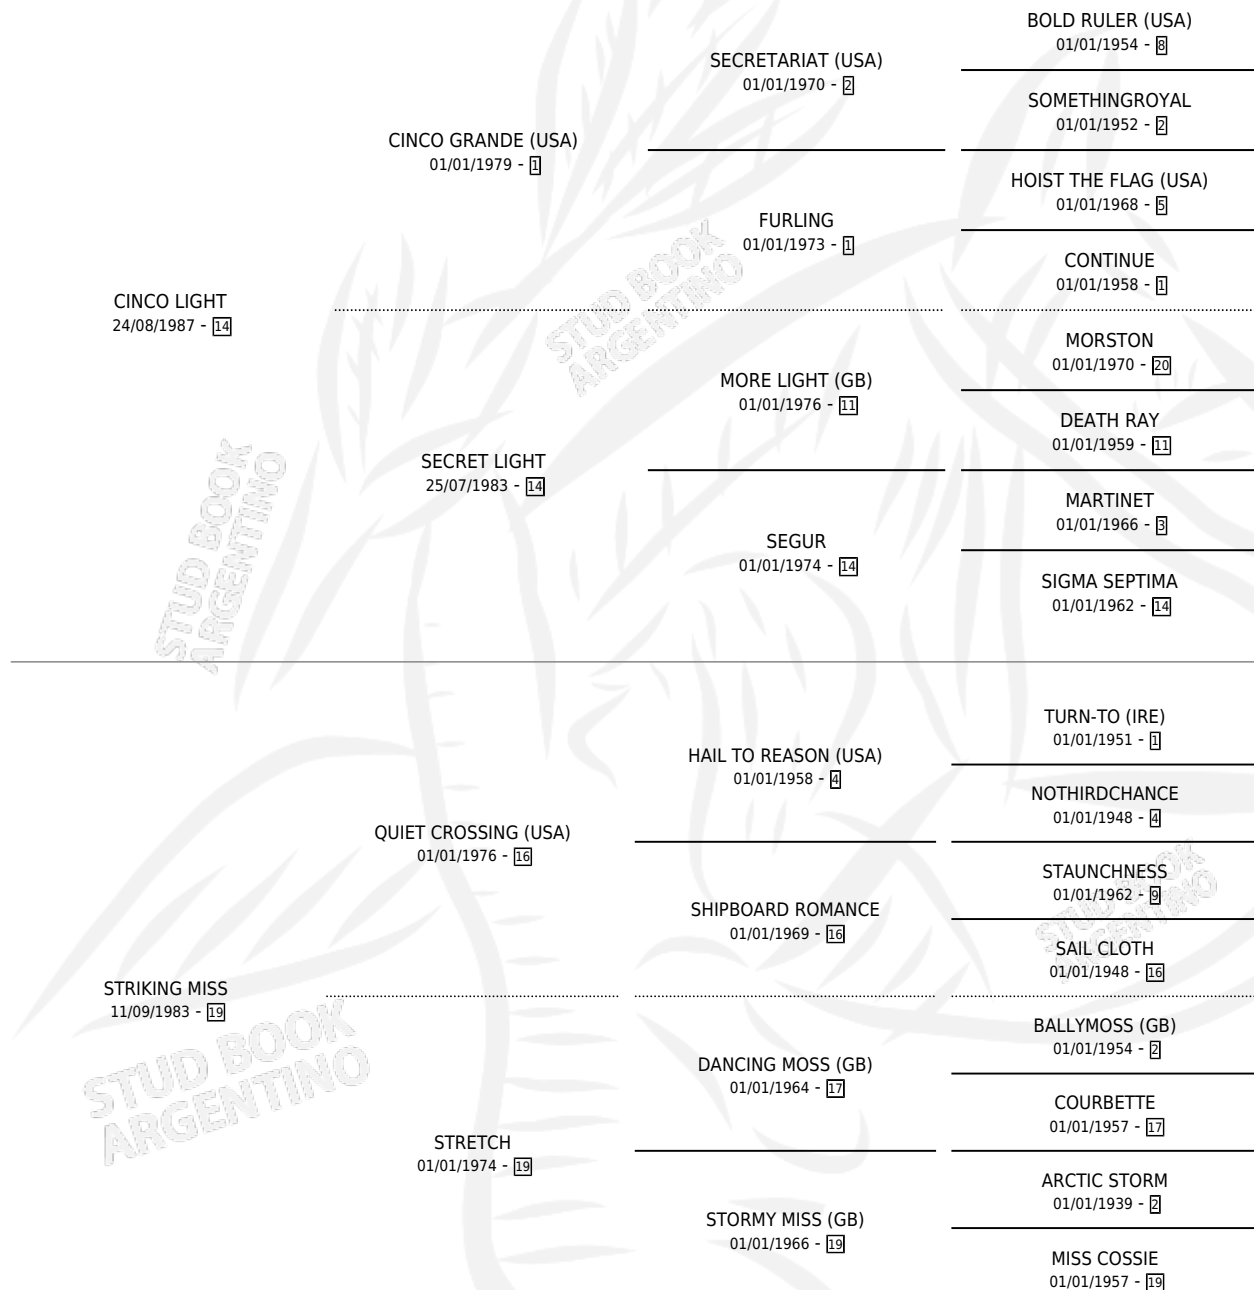 BOLD RULER (USA)
01/01/1954 - 8
SECRETARIAT (USA)
01/01/1970 - 2
SOMETHINGROYAL
01/01/1952 - 2
CINCO GRANDE (USA)
01/01/1979 - 1
HOIST THE FLAG (USA)
01/01/1968 - 5
FURLING
01/01/1973 - 1
CONTINUE
01/01/1958 - 1
CINCO LIGHT
24/08/1987 - 14
MORSTON
01/01/1970 - 20
MORE LIGHT (GB)
01/01/1976 - 11
DEATH RAY
01/01/1959 - 11
SECRET LIGHT
25/07/1983 - 14
MARTINET
01/01/1966 - 3
SEGUR
01/01/1974 - 14
SIGMA SEPTIMA
01/01/1962 - 14
TURN-TO (IRE)
01/01/1951 - 1
HAIL TO REASON (USA)
01/01/1958 - 4
NOTHIRDCHANCE
01/01/1948 - 4
QUIET CROSSING (USA)
01/01/1976 - 16
STAUNCHNESS
01/01/1962 - 9
SHIPBOARD ROMANCE
01/01/1969 - 16
SAIL CLOTH
01/01/1948 - 16
STRIKING MISS
11/09/1983 - 19
BALLYMOSS (GB)
01/01/1954 - 2
DANCING MOSS (GB)
01/01/1964 - 17
COURBETTE
01/01/1957 - 17
STRETCH
01/01/1974 - 19
ARCTIC STORM
01/01/1939 - 2
STORMY MISS (GB)
01/01/1966 - 19
MISS COSSIE
01/01/1957 - 19
STUD BOOK
ARGENTINO
STUD BOOK
ARGENTINO
STUD BOOK
ARGENTINO
STUD BOOK
ARGENTINO